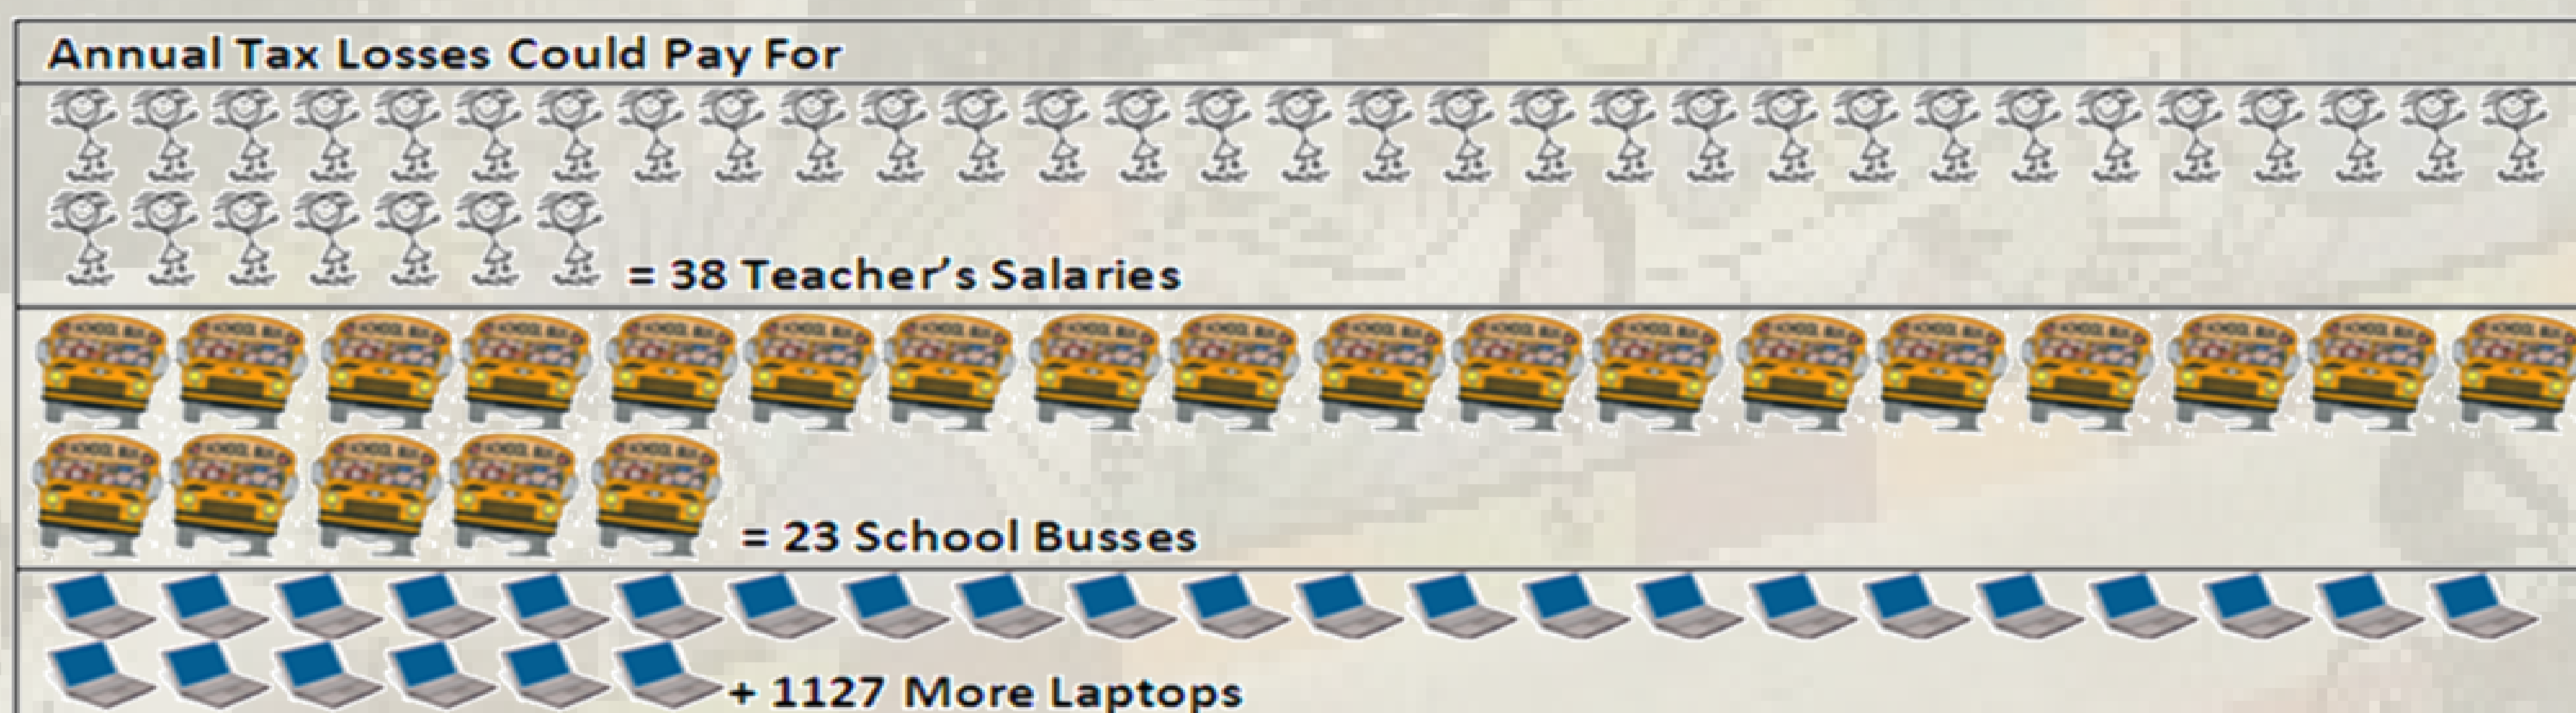 Annual Tax Losses Could Pay For
= 38 Teacher's Salaries
= 23 School Busses
+ 1127 More Laptops